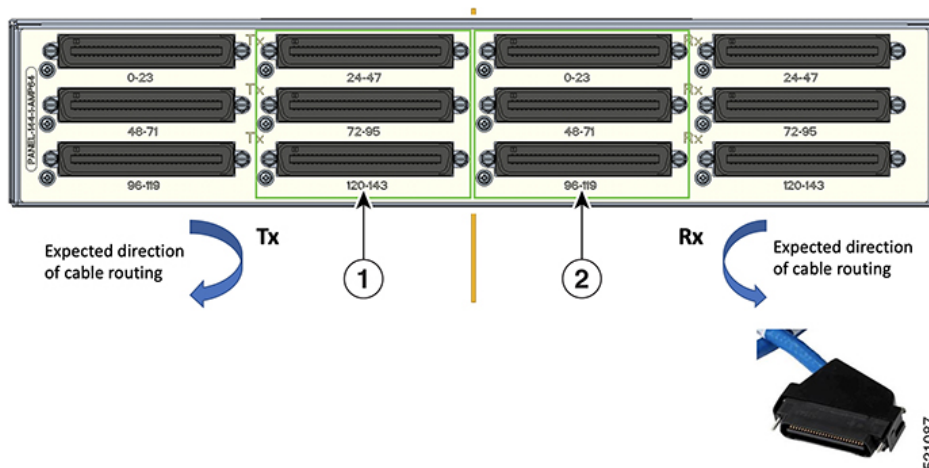 PANEL-144-1-AMP64
Tx
Rx
0-23
24-47
0-23
24-47
Tx
Rx
48-71
72-95
48-71
72-95
Tx
Rx
96-119
120-143
96-119
120-143
Expected direction
of cable routing
Tx
1
2
Rx
Expected direction
of cable routing
521087